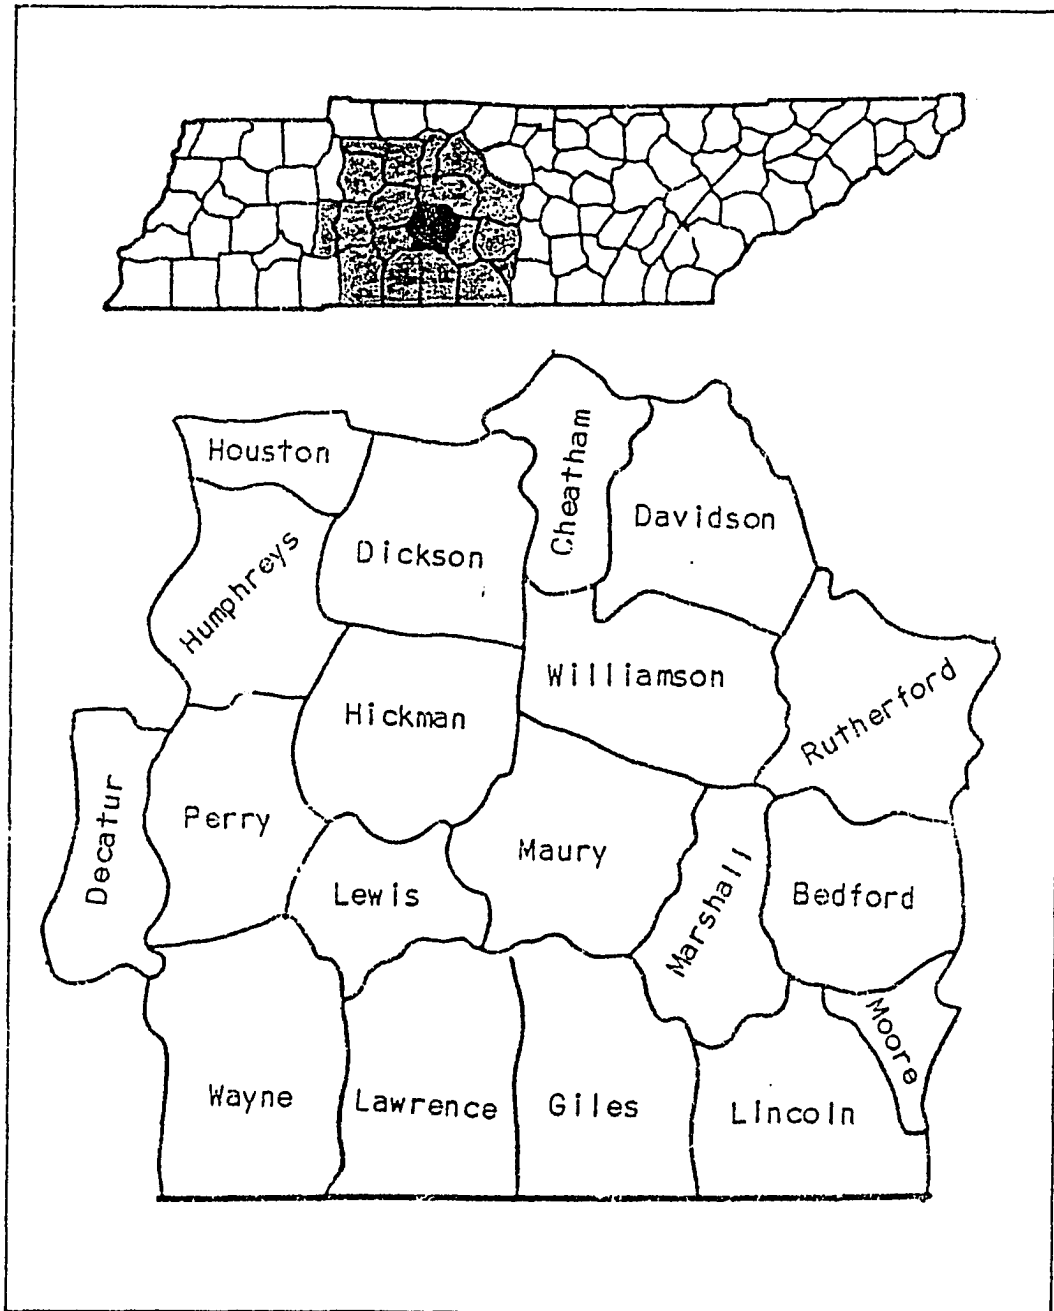 Houston
Cheatham
Davidson
Dickson
Humphreys
Williamson
Rutherford
Hickman
Decatur
Perry
Maury
Marshall
Lewis
Bedford
Moore
Wayne
Lawrence
Giles
Lincoln